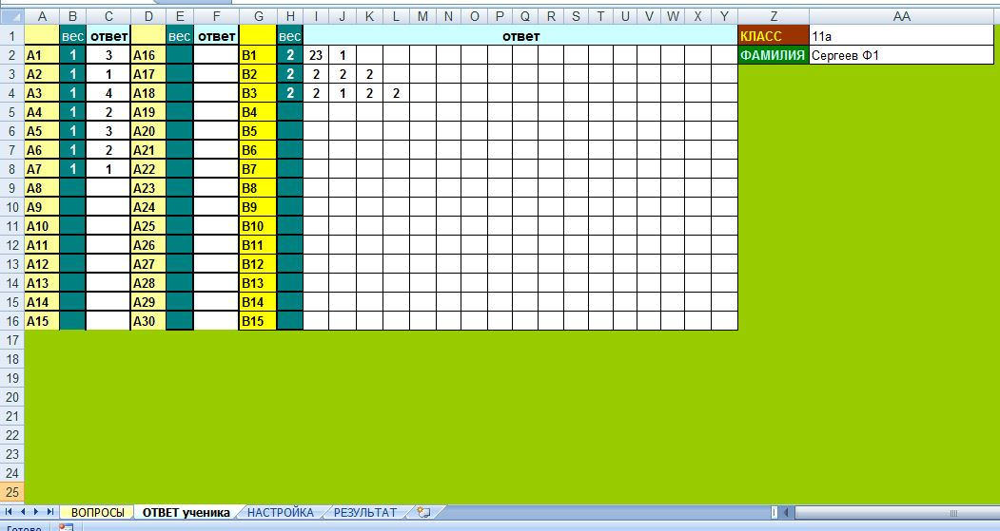 A B C D E F G H I J K L M N O P Q R S T U V W X Y Z AA
1 вес ответ вес ответ вес ответ КЛАСС 11а
2 A1 1 3 A16 B1 2 23 1 ФАМИЛИЯ Сергеев Ф1
3 A2 1 1 A17 B2 2 2 2 2
4 A3 1 4 A18 B3 2 2 1 2 2
5 A4 1 2 A19 B4
6 A5 1 3 A20 B5
7 A6 1 2 A21 B6
8 A7 1 1 A22 B7
9 A8 A23 B8
10 A9 A24 B9
11 A10 A25 B10
12 A11 A26 B11
13 A12 A27 B12
14 A13 A28 B13
15 A14 A29 B14
16 A15 A30 B15
17
18
19
20
21
22
23
24
25
ВОПРОСЫ ОТВЕТ ученика НАСТРОЙКА РЕЗУЛЬТАТ
Готово